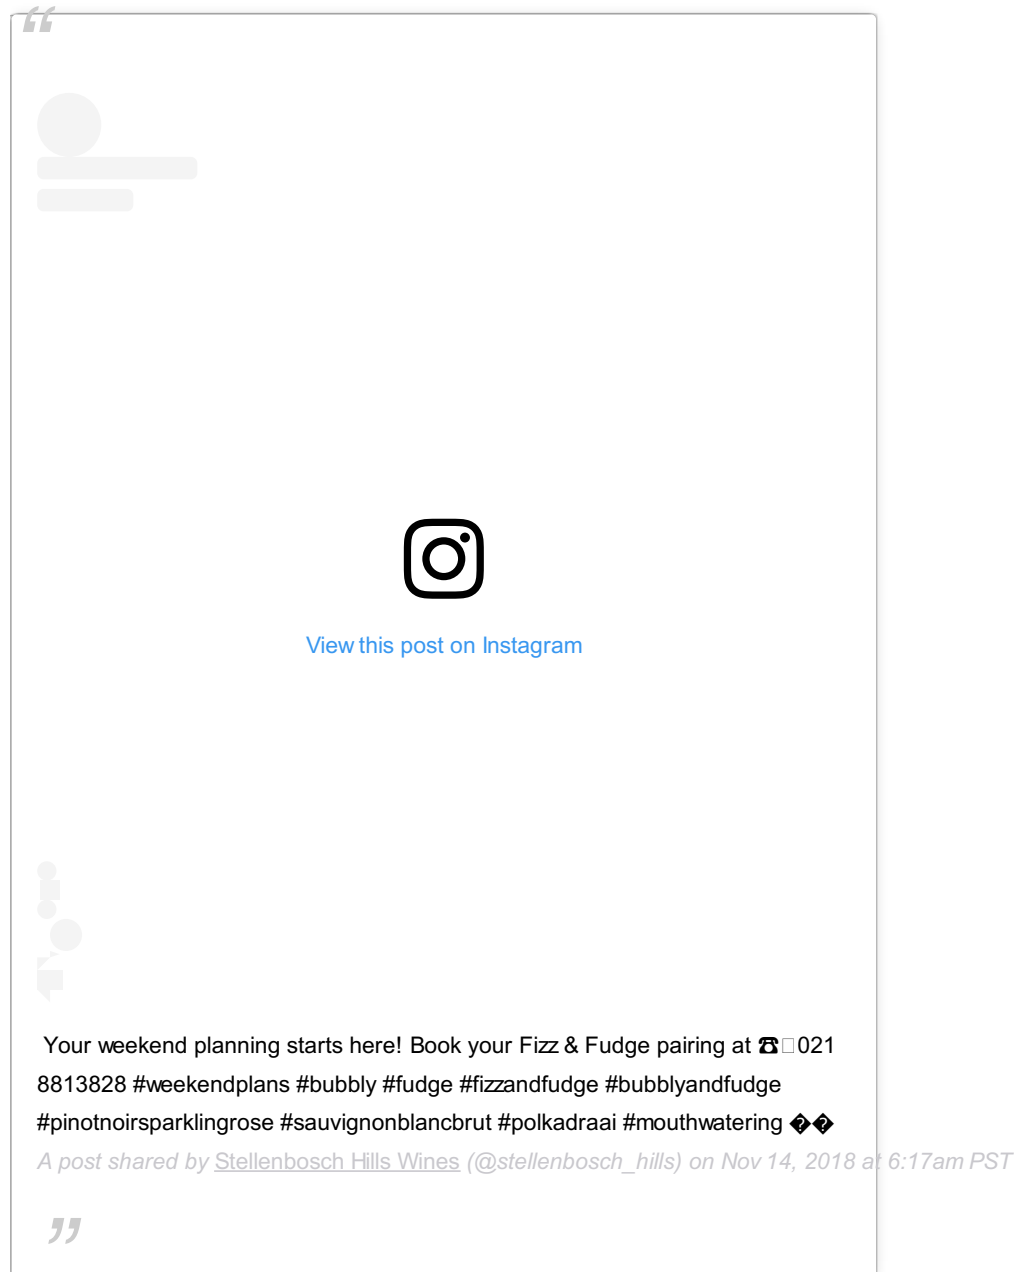 “
View this post on Instagram
Your weekend planning starts here! Book your Fizz & Fudge pairing at ☎□021
8813828 #weekendplans #bubbly #fudge #fizzandfudge #bubblyandfudge
#pinotnoirsparklingrose #sauvignonblancbrut #polkadraai #mouthwatering ��
A post shared by Stellenbosch Hills Wines (@stellenbosch_hills) on Nov 14, 2018 at 6:17am PST
”